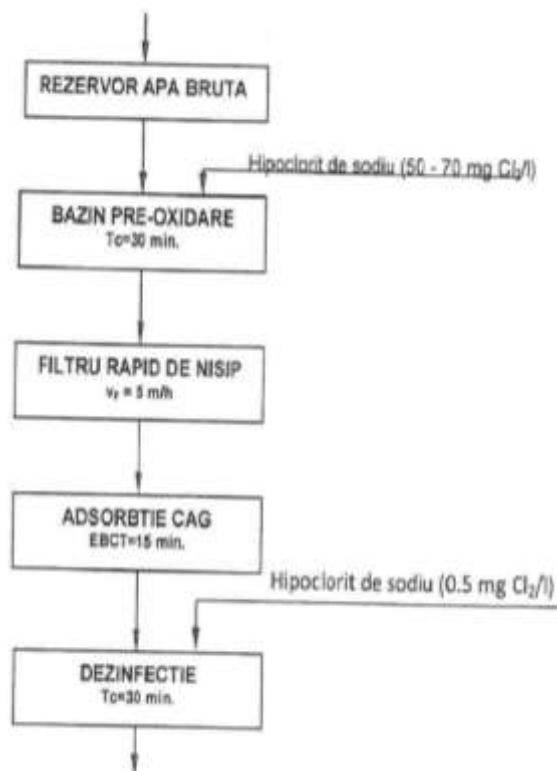 REZERVOR APA BRUTA
Hipoclorit de sodiu (50 - 70 mg Cl₂/l)
BAZIN PRE-OXIDARE
Tc=30 min.
FILTRU RAPID DE NISIP
v_F = 5 m/h
ADSORBTIE CAG
EBCT=15 min.
Hipoclorit de sodiu (0.5 mg Cl₂/l)
DEZINFECTIE
Tc=30 min.